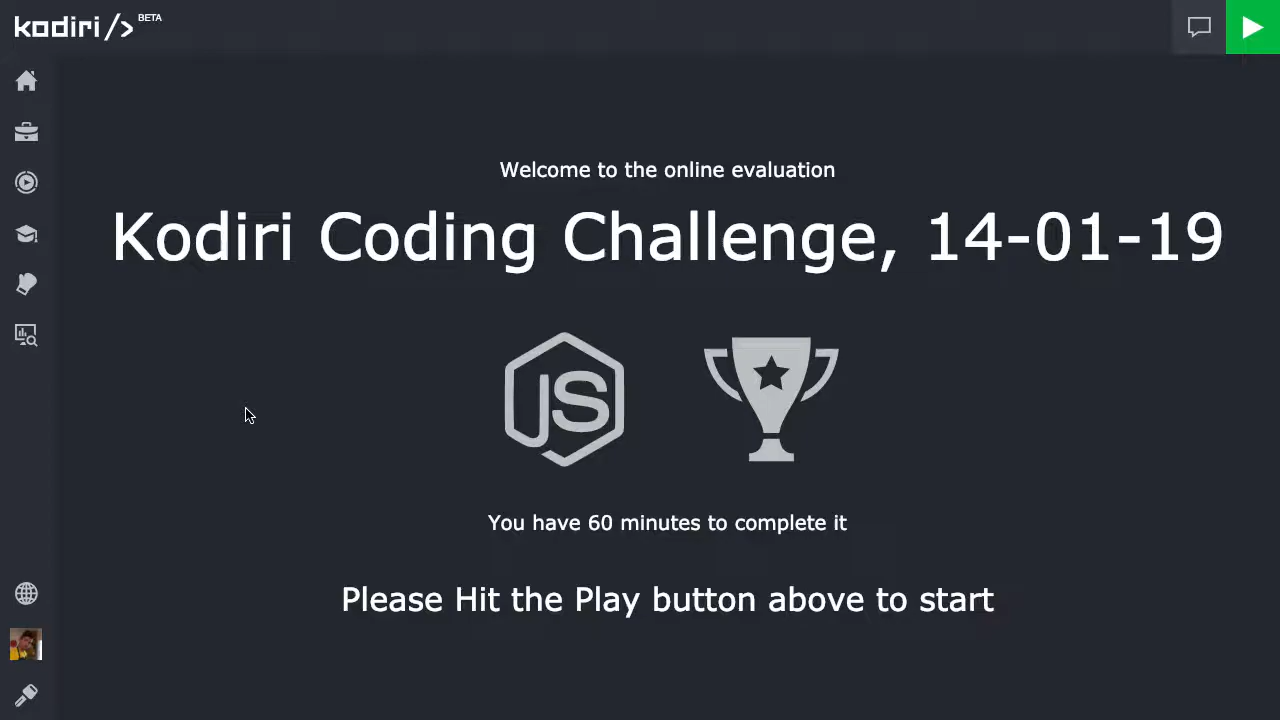 kodiri /> BETA
Welcome to the online evaluation
Kodiri Coding Challenge, 14-01-19
JS
You have 60 minutes to complete it
Please Hit the Play button above to start